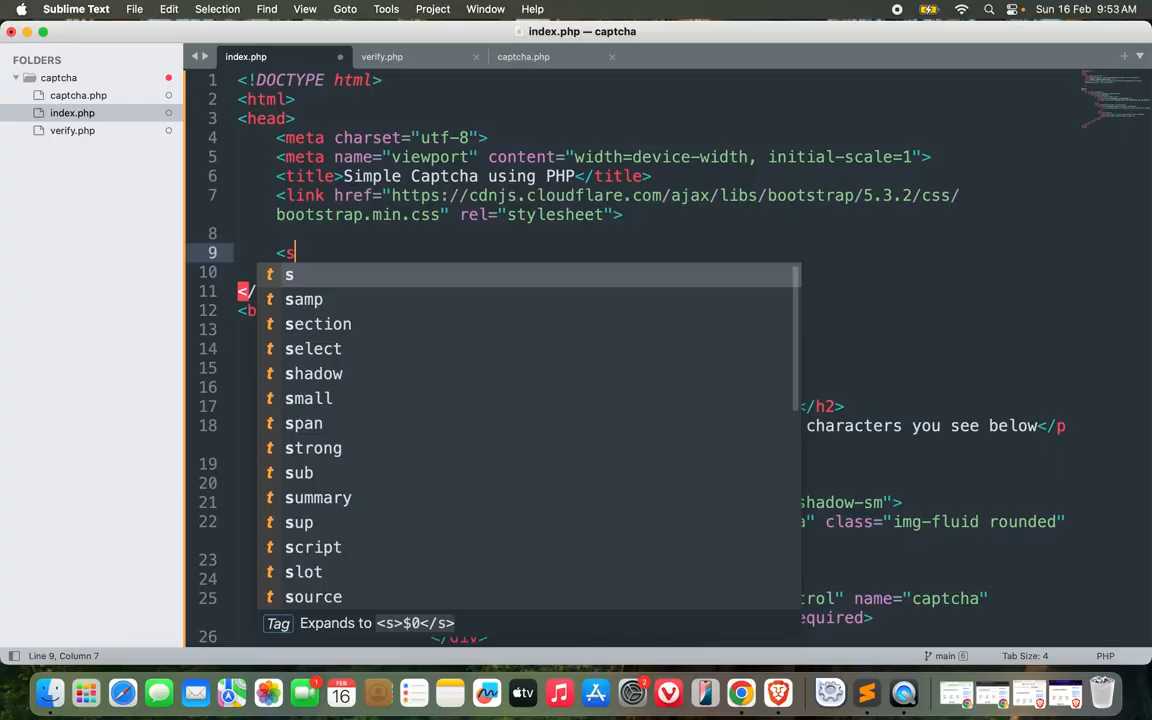 Sublime Text File Edit Selection Find View Goto Tools Project Window Help Sun 16 Feb 9:53 AM
index.php — captcha
FOLDERS
captcha
captcha.php
index.php
verify.php
index.php verify.php captcha.php
1 <!DOCTYPE html>
2 <html>
3 <head>
4 <meta charset="utf-8">
5 <meta name="viewport" content="width=device-width, initial-scale=1">
6 <title>Simple Captcha using PHP</title>
7 <link href="https://cdnjs.cloudflare.com/ajax/libs/bootstrap/5.3.2/css/
bootstrap.min.css" rel="stylesheet">
8
9 <s
10
11 </
12 <b
13
14
15
16
17 </h2>
18 characters you see below</p
19
20
21 shadow-sm">
22 " class="img-fluid rounded"
23
24
25 trol" name="captcha"
equired>
26 </div>
t s
t samp
t section
t select
t shadow
t small
t span
t strong
t sub
t summary
t sup
t script
t slot
t source
Tag Expands to <s>$0</s>
Line 9, Column 7 main 6 Tab Size: 4 PHP
FEB
16
1
tv
2